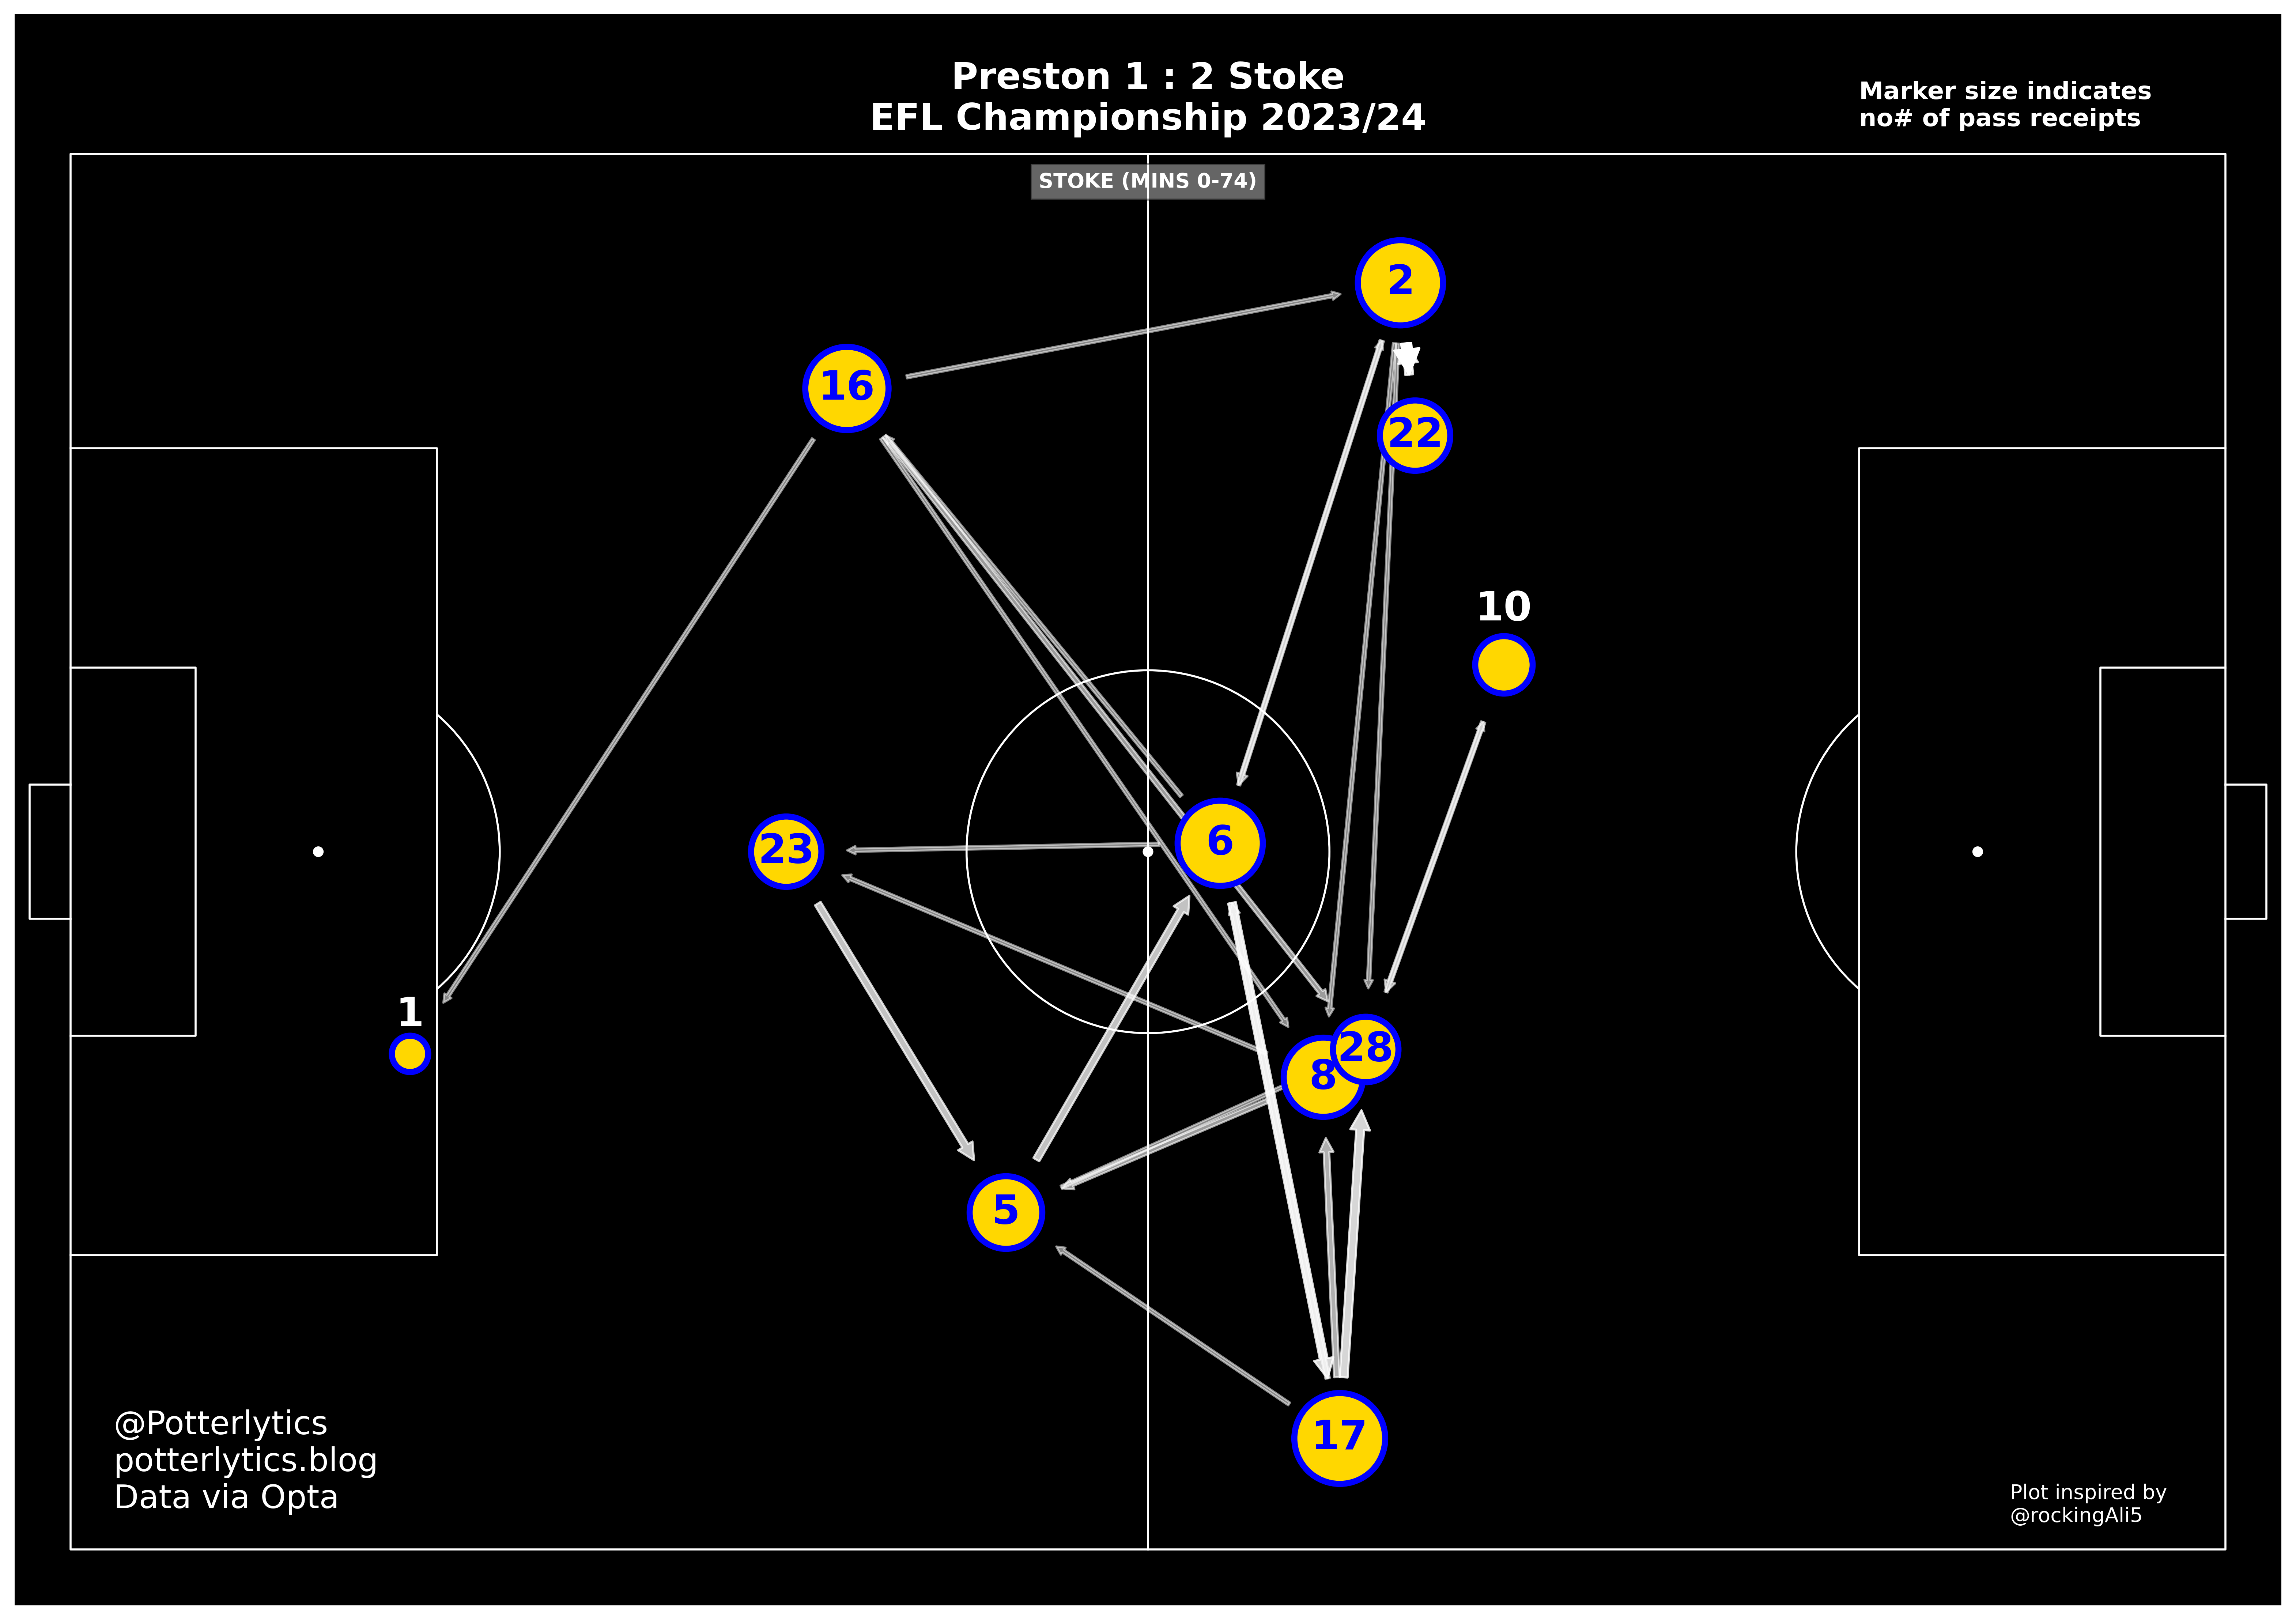 Preston 1 : 2 Stoke
EFL Championship 2023/24
Marker size indicates
no# of pass receipts
STOKE (MINS 0-74)
2
16
22
10
6
23
1
28
8
5
17
@Potterlytics
potterlytics.blog
Data via Opta
Plot inspired by
@rockingAli5